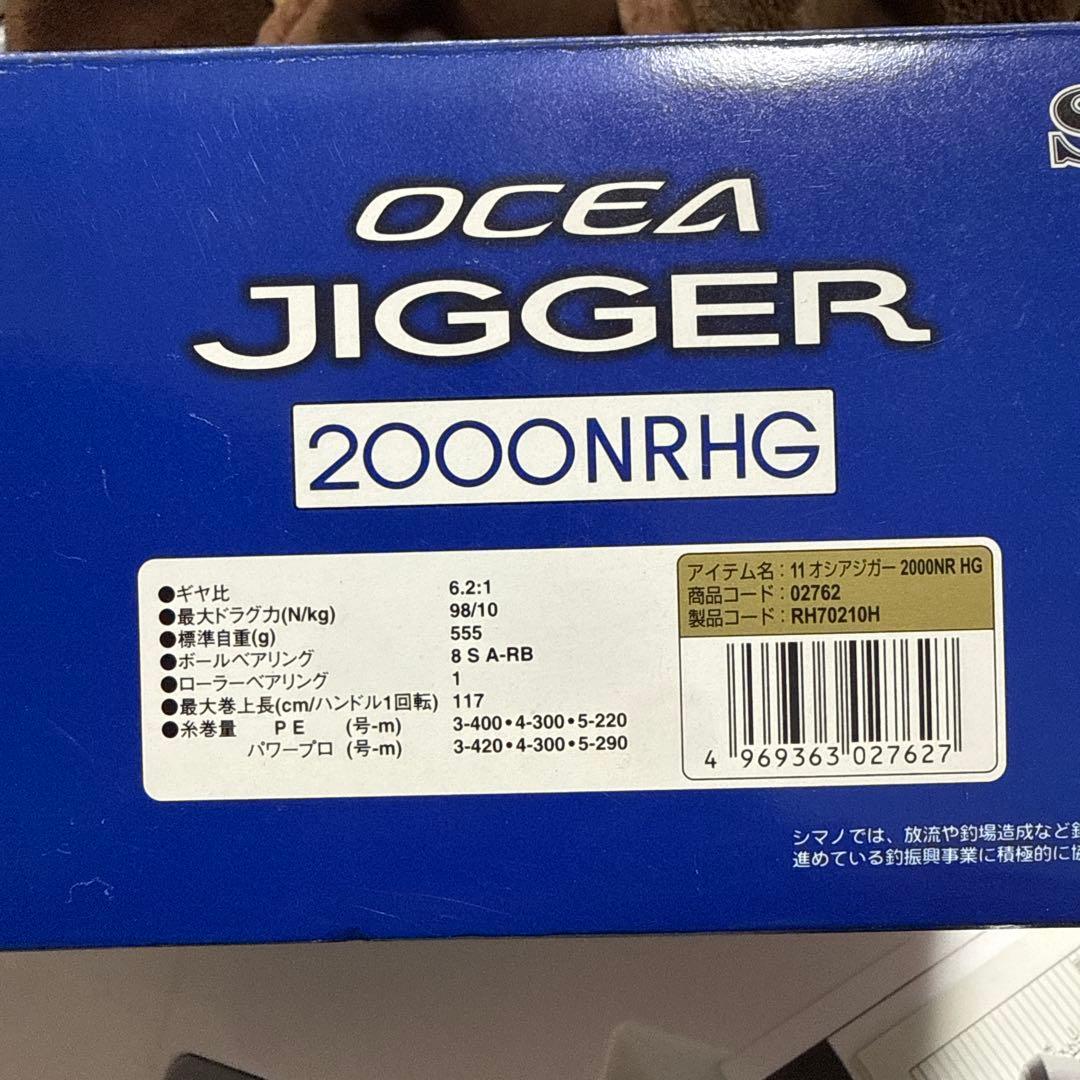 S
OCEA
JIGGER
2000NRHG
●ギヤ比 6.2:1
●最大ドラグ力(N/kg) 98/10
●標準自重(g) 555
●ボールベアリング 8 S A-RB
●ローラーベアリング 1
●最大巻上長(cm/ハンドル1回転) 117
●糸巻量 PE (号-m) 3-400•4-300•5-220
パワープロ (号-m) 3-420•4-300•5-290
アイテム名：11 オシアジガー 2000NR HG
商品コード：02762
製品コード：RH70210H
4 969363 027627
シマノでは、放流や釣場造成など
進めている釣振興事業に積極的に